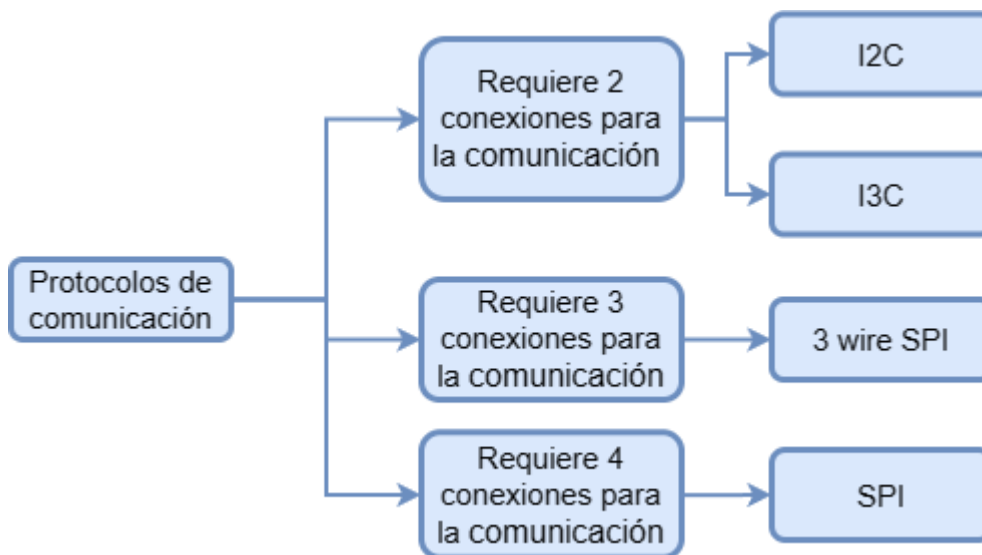 Protocolos de
comunicación
Requiere 2
conexiones para
la comunicación
I2C
I3C
Requiere 3
conexiones para
la comunicación
3 wire SPI
Requiere 4
conexiones para
la comunicación
SPI